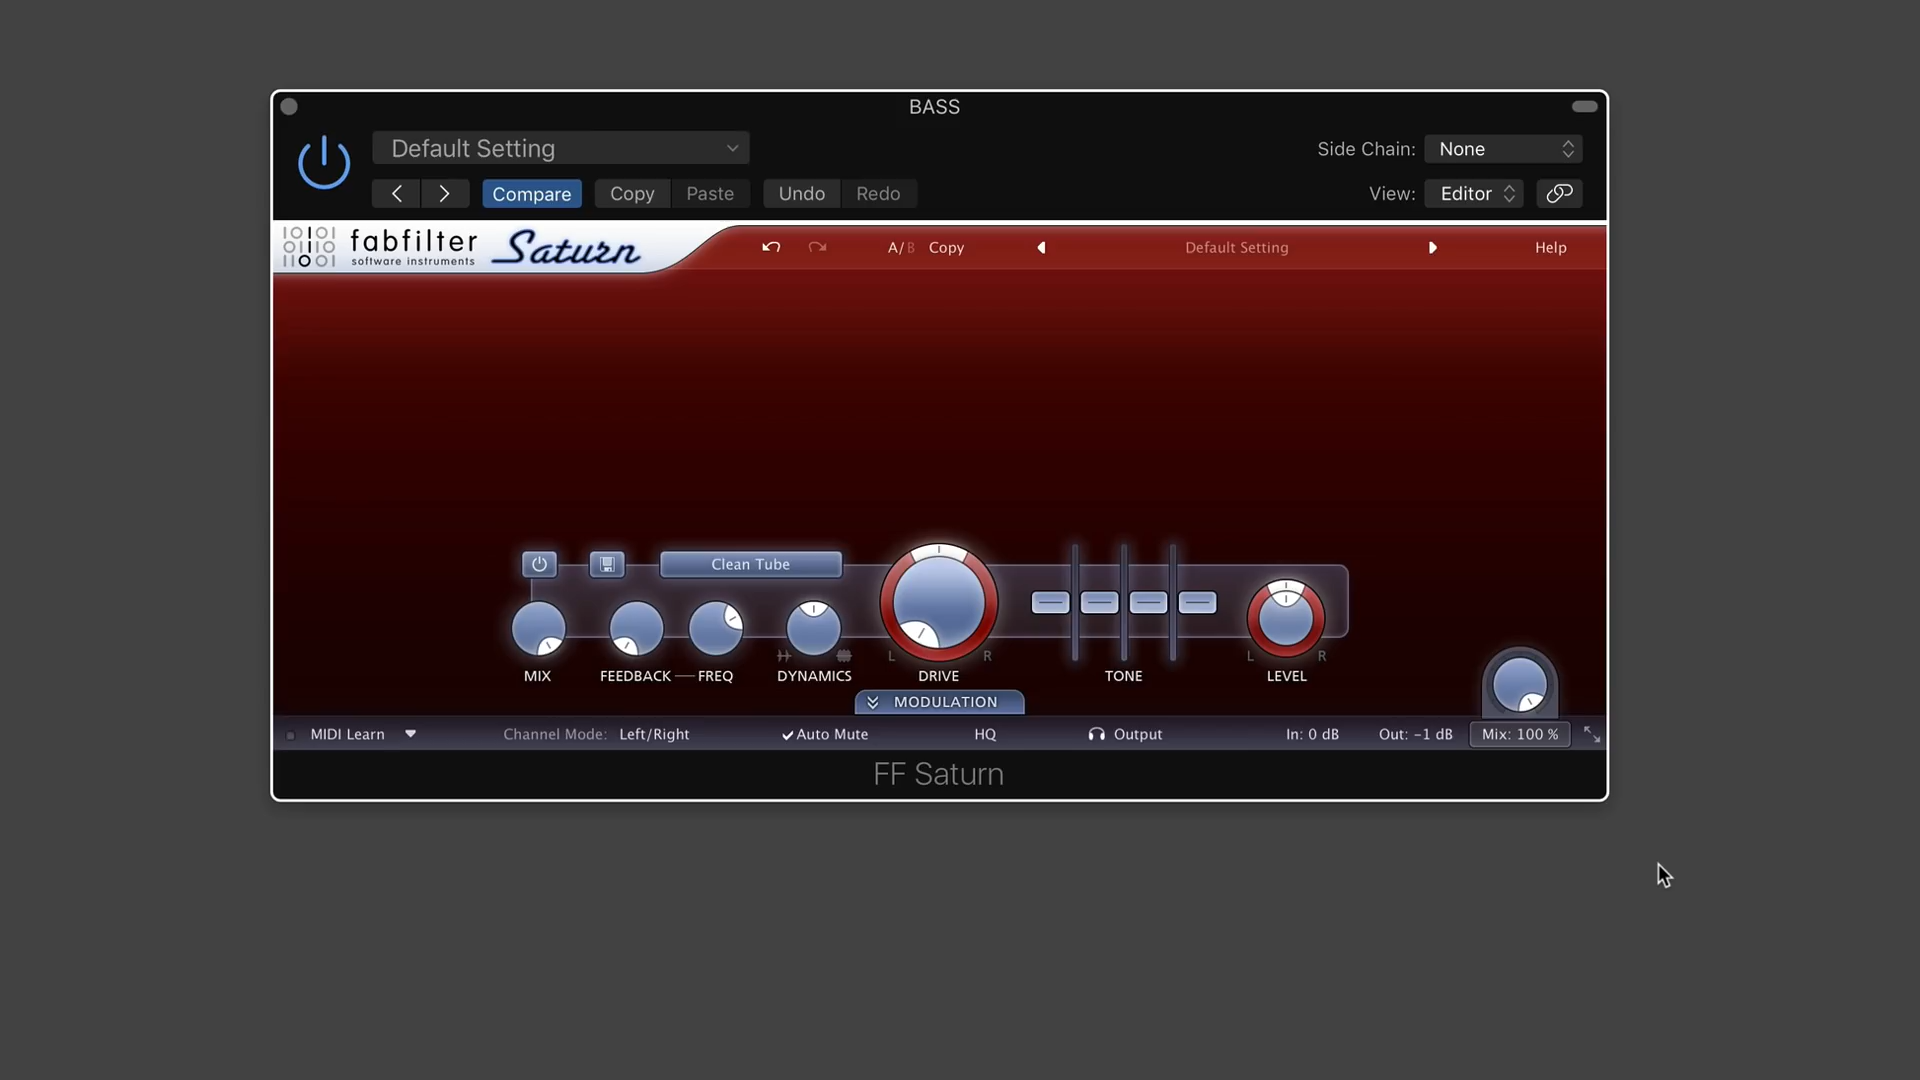 BASS
Default Setting
Side Chain: None
Compare Copy Paste Undo Redo
View: Editor
fabfilter
software instruments
Saturn
A/B Copy Default Setting Help
Clean Tube
L R L R
MIX FEEDBACK FREQ DYNAMICS DRIVE TONE LEVEL
MODULATION
MIDI Learn Channel Mode: Left/Right Auto Mute HQ Output In: 0 dB Out: −1 dB Mix: 100 %
FF Saturn